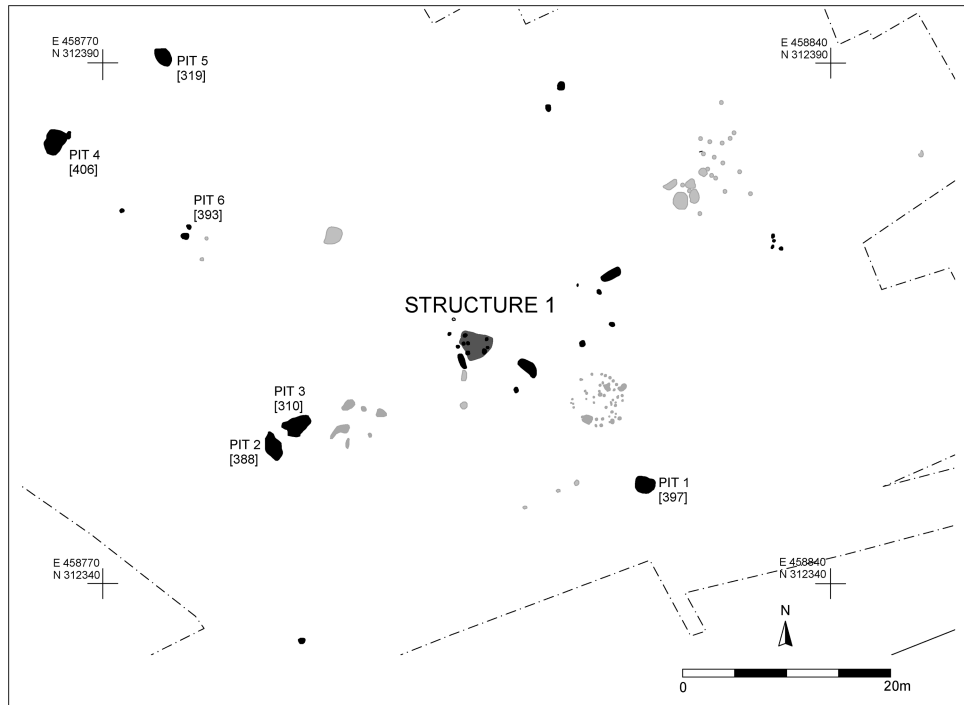 E 458770
N 312390
PIT 5
[319]
E 458840
N 312390
PIT 4
[406]
PIT 6
[393]
STRUCTURE 1
PIT 3
[310]
PIT 2
[388]
PIT 1
[397]
E 458770
N 312340
E 458840
N 312340
N
0
20m